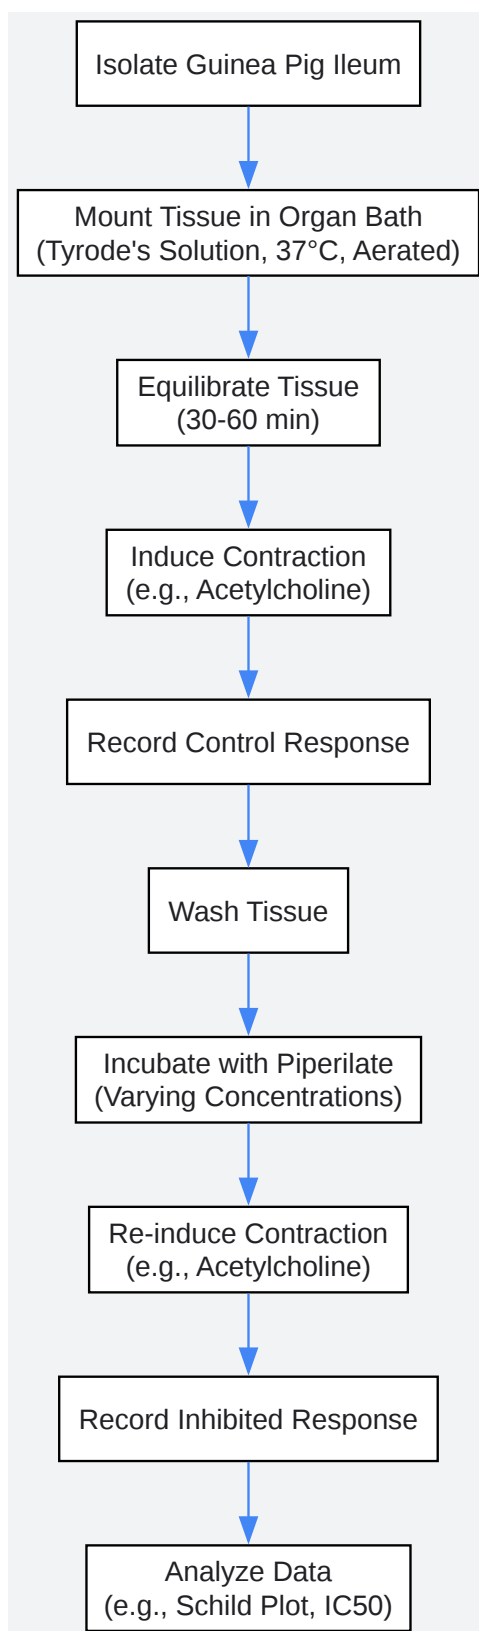 Isolate Guinea Pig Ileum
Mount Tissue in Organ Bath
(Tyrode's Solution, 37°C, Aerated)
Equilibrate Tissue
(30-60 min)
Induce Contraction
(e.g., Acetylcholine)
Record Control Response
Wash Tissue
Incubate with Piperilate
(Varying Concentrations)
Re-induce Contraction
(e.g., Acetylcholine)
Record Inhibited Response
Analyze Data
(e.g., Schild Plot, IC50)